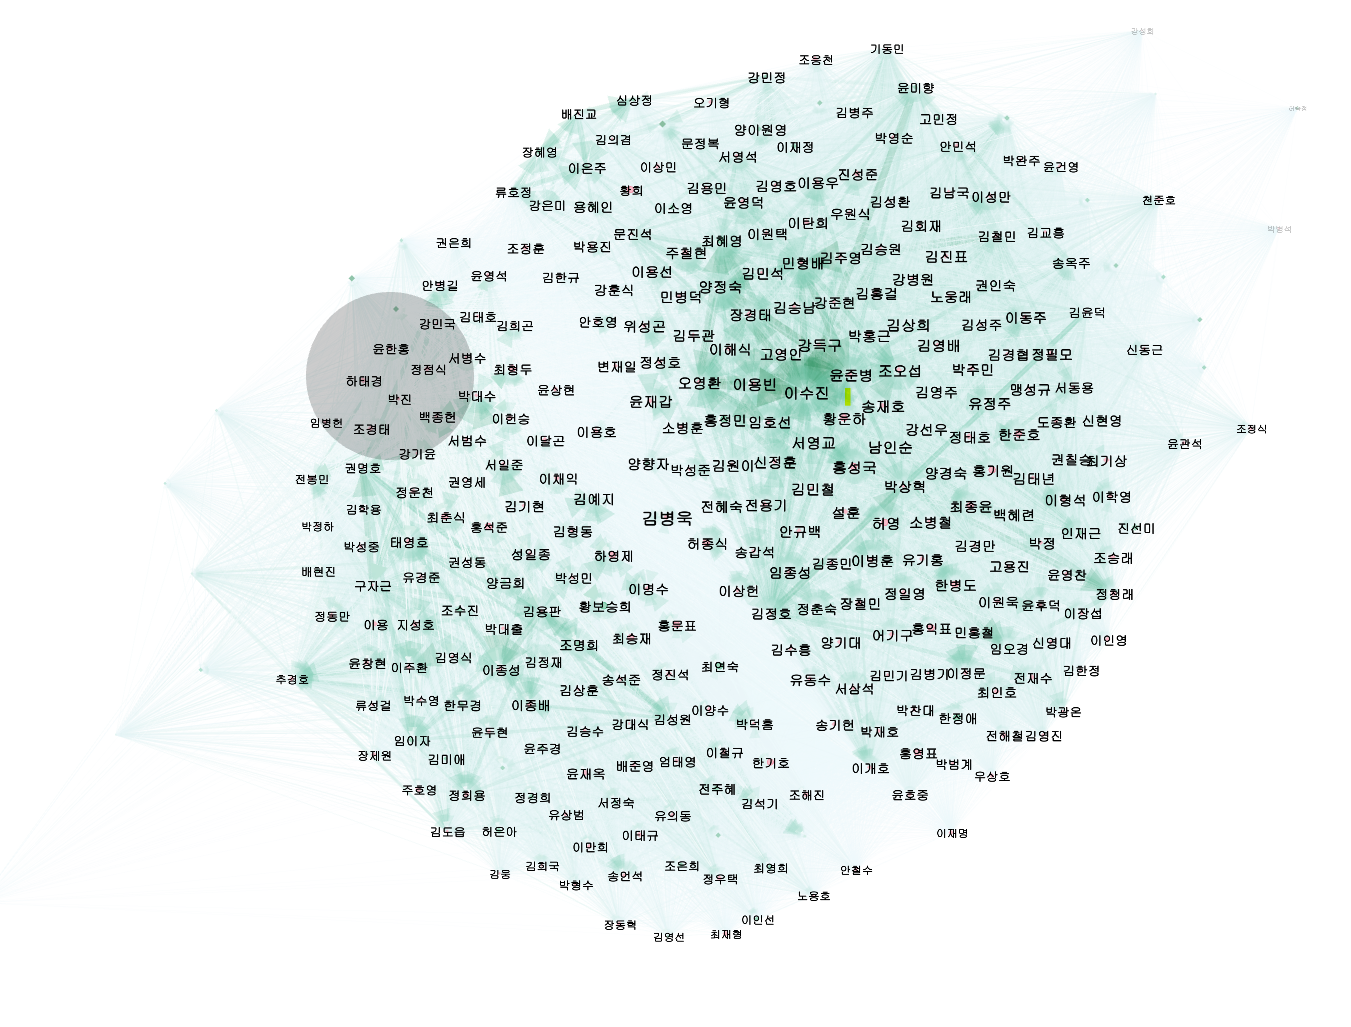 기동민
조응천
강민정
윤미향
심상정
오기형
배진교
김병주
고민정
양이원영
김의겸
문정복
박영순
안민석
이재정
장혜영
서영석
박완주
윤건영
이은주
이상민
진성준
류호정
황희
김용민
김영호
이용우
김남국
이성만
천준호
강은미
용혜인
이소영
윤영덕
김성환
우원식
이탄희
김회재
문진석
이원택
김철민
김교흥
권은희
조정훈
박용진
최혜영
주철현
김승원
박범석
김주영
김진표
민형배
송옥주
윤영석
김한규
이용선
김민석
안병길
강훈식
민병덕
양정숙
강병원
권인숙
김홍걸
노웅래
강준현
김승남
김윤덕
장경태
김태호
이동주
강민국
김희곤
안호영
위성곤
김상희
김성주
김두관
박홍근
윤한홍
이해식
강득구
김영배
신동근
고영인
김경협
정필모
서병수
정점식
최형두
변재일
정성호
조오섭
박주민
하태경
윤준병
오영환
이용빈
윤상현
이수진
김영주
맹성규
서동용
박대수
박진
윤재갑
송재호
유정주
백종헌
이헌승
홍정민
임호선
황운하
도종환
신현영
임병헌
조경태
이용호
소병훈
강선우
정태호
한준호
조정식
서범수
이달곤
서영교
남인순
윤관석
강기윤
권명호
서일준
양향자
박성준
김원이
신정훈
홍성국
권칠승
최기상
전봉민
권영세
이채익
양경숙
홍기원
김태년
정운천
김민철
박상혁
이형석
이학영
김학용
김기현
김예지
전혜숙
전용기
최종윤
최춘식
김병욱
설훈
백혜련
박정하
홍석준
허영
소병철
진선미
김형동
안규백
인재근
박성중
태영호
허종식
김경만
박정
성일종
하영제
송갑석
조승래
권성동
김종민
이병훈
유기홍
고용진
배현진
유경준
임종성
윤영찬
구자근
양금희
박성민
이명수
이상헌
한병도
정일영
정청래
황보승희
장철민
이원욱
윤후덕
정동만
조수진
김용판
김정호
정춘숙
이장섭
이용
지성호
박대출
홍문표
홍익표
민홍철
조명희
최승재
어기구
이인영
양기대
신영대
김수흥
임오경
윤창현
이주환
김영식
김정재
최연숙
이종성
정진석
김민기
김병기
이정문
김한정
추경호
송석준
유동수
전재수
김상훈
서삼석
최인호
류성걸
박수영
한무경
이종배
이양수
박찬대
박광온
김성원
한정애
강대식
박덕흠
송기헌
박재호
윤두현
김승수
전해철
김영진
임이자
윤주경
이철규
홍영표
장제원
김미애
배준영
엄태영
한기호
박범계
이개호
윤재옥
우상호
주호영
전주혜
정희용
정경희
조해진
윤호중
서정숙
김석기
유상범
유의동
김도읍
허은아
이태규
이재명
이만희
김희국
조은희
최영희
안철수
김웅
송언석
정우택
박형수
노용호
이인선
장동혁
최재형
김영선